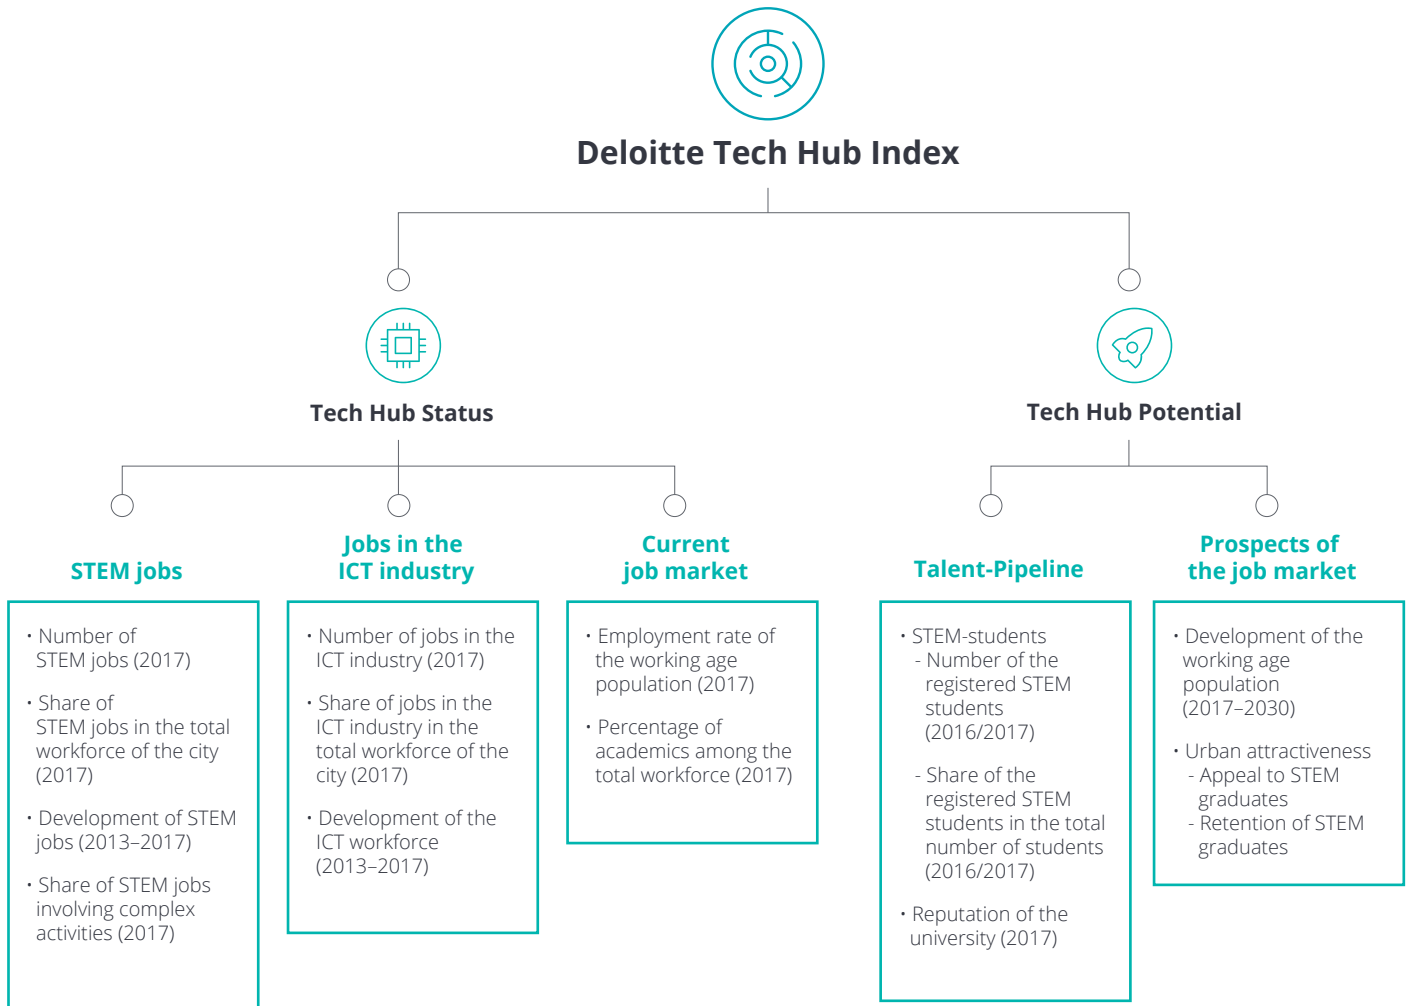 Deloitte Tech Hub Index
Tech Hub Status
Tech Hub Potential
STEM jobs
• Number of
STEM jobs (2017)
• Share of
STEM jobs in the total
workforce of the city
(2017)
• Development of STEM
jobs (2013–2017)
• Share of STEM jobs
involving complex
activities (2017)
Jobs in the
ICT industry
• Number of jobs in the
ICT industry (2017)
• Share of jobs in the
ICT industry in the
total workforce of the
city (2017)
• Development of the
ICT workforce
(2013–2017)
Current
job market
• Employment rate of
the working age
population (2017)
• Percentage of
academics among the
total workforce (2017)
Talent-Pipeline
• STEM-students
- Number of the
registered STEM
students
(2016/2017)
- Share of the
registered STEM
students in the total
number of students
(2016/2017)
• Reputation of the
university (2017)
Prospects of
the job market
• Development of the
working age
population
(2017–2030)
• Urban attractiveness
- Appeal to STEM
graduates
- Retention of STEM
graduates